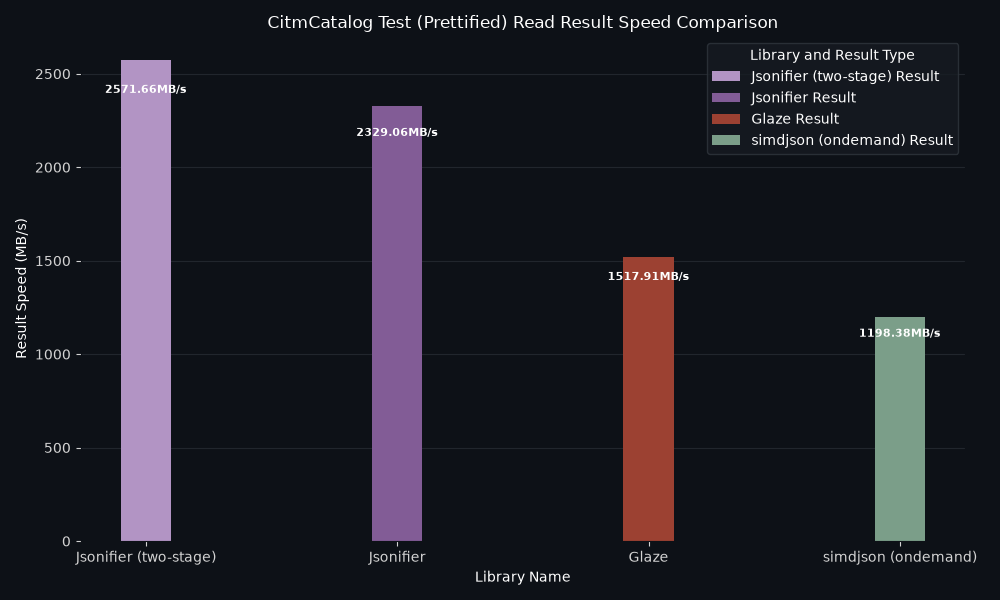 CitmCatalog Test (Prettified) Read Result Speed Comparison
Library and Result Type
Jsonifier (two-stage) Result
Jsonifier Result
Glaze Result
simdjson (ondemand) Result
Result Speed (MB/s)
2500
2000
1500
1000
500
0
2571.66MB/s
2329.06MB/s
1517.91MB/s
1198.38MB/s
Jsonifier (two-stage)
Jsonifier
Glaze
simdjson (ondemand)
Library Name